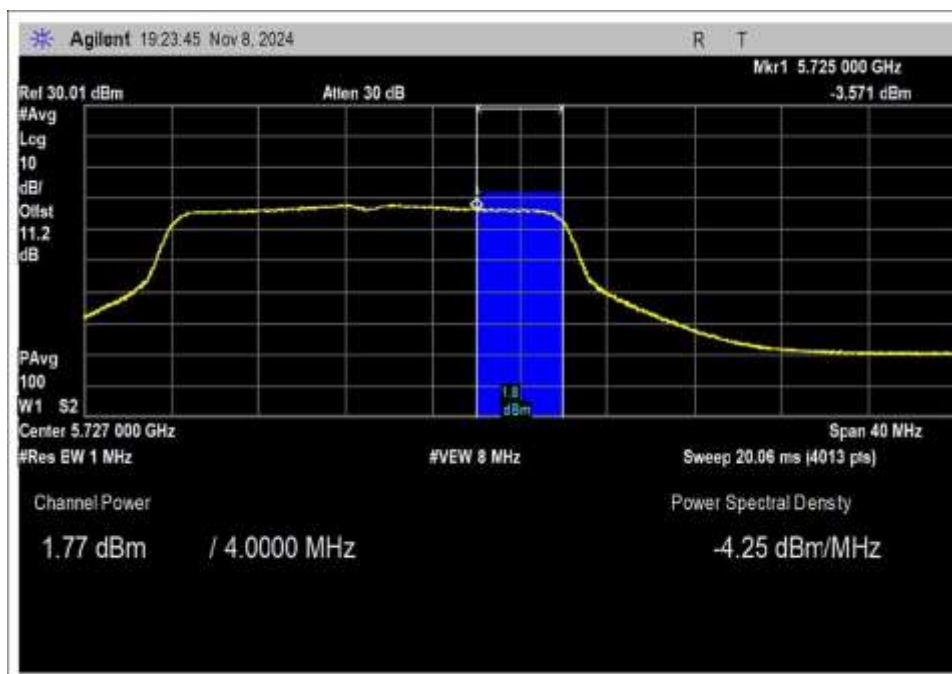 Agilent 19:23:45 Nov 8, 2024 R T
Mkr1 5.725 000 GHz
Ref 30.01 dBm Atten 30 dB -3.571 dBm
#Avg
Log
10
dB/
Offst
11.2
dB
PAvg
100
W1 S2
1.8
dBm
Center 5.727 000 GHz Span 40 MHz
#Res BW 1 MHz #VBW 8 MHz Sweep 20.06 ms (4013 pts)
Channel Power Power Spectral Density
1.77 dBm / 4.0000 MHz -4.25 dBm/MHz